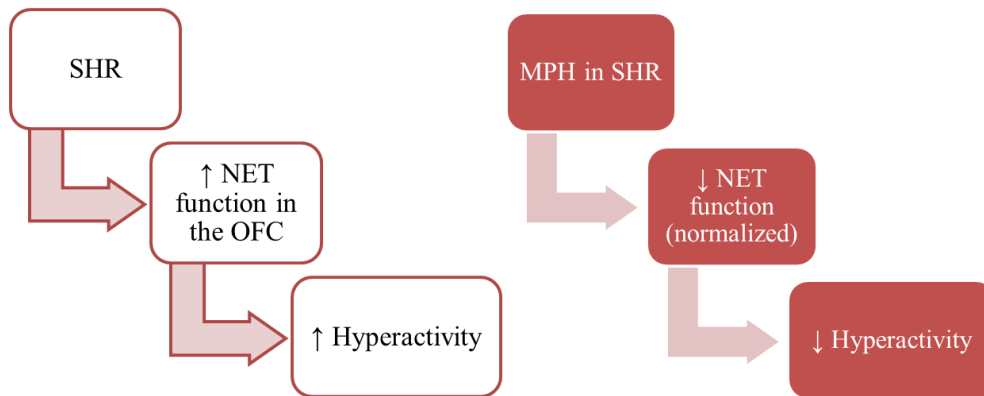 SHR
↑ NET
function in
the OFC
↑ Hyperactivity
MPH in SHR
↓ NET
function
(normalized)
↓ Hyperactivity